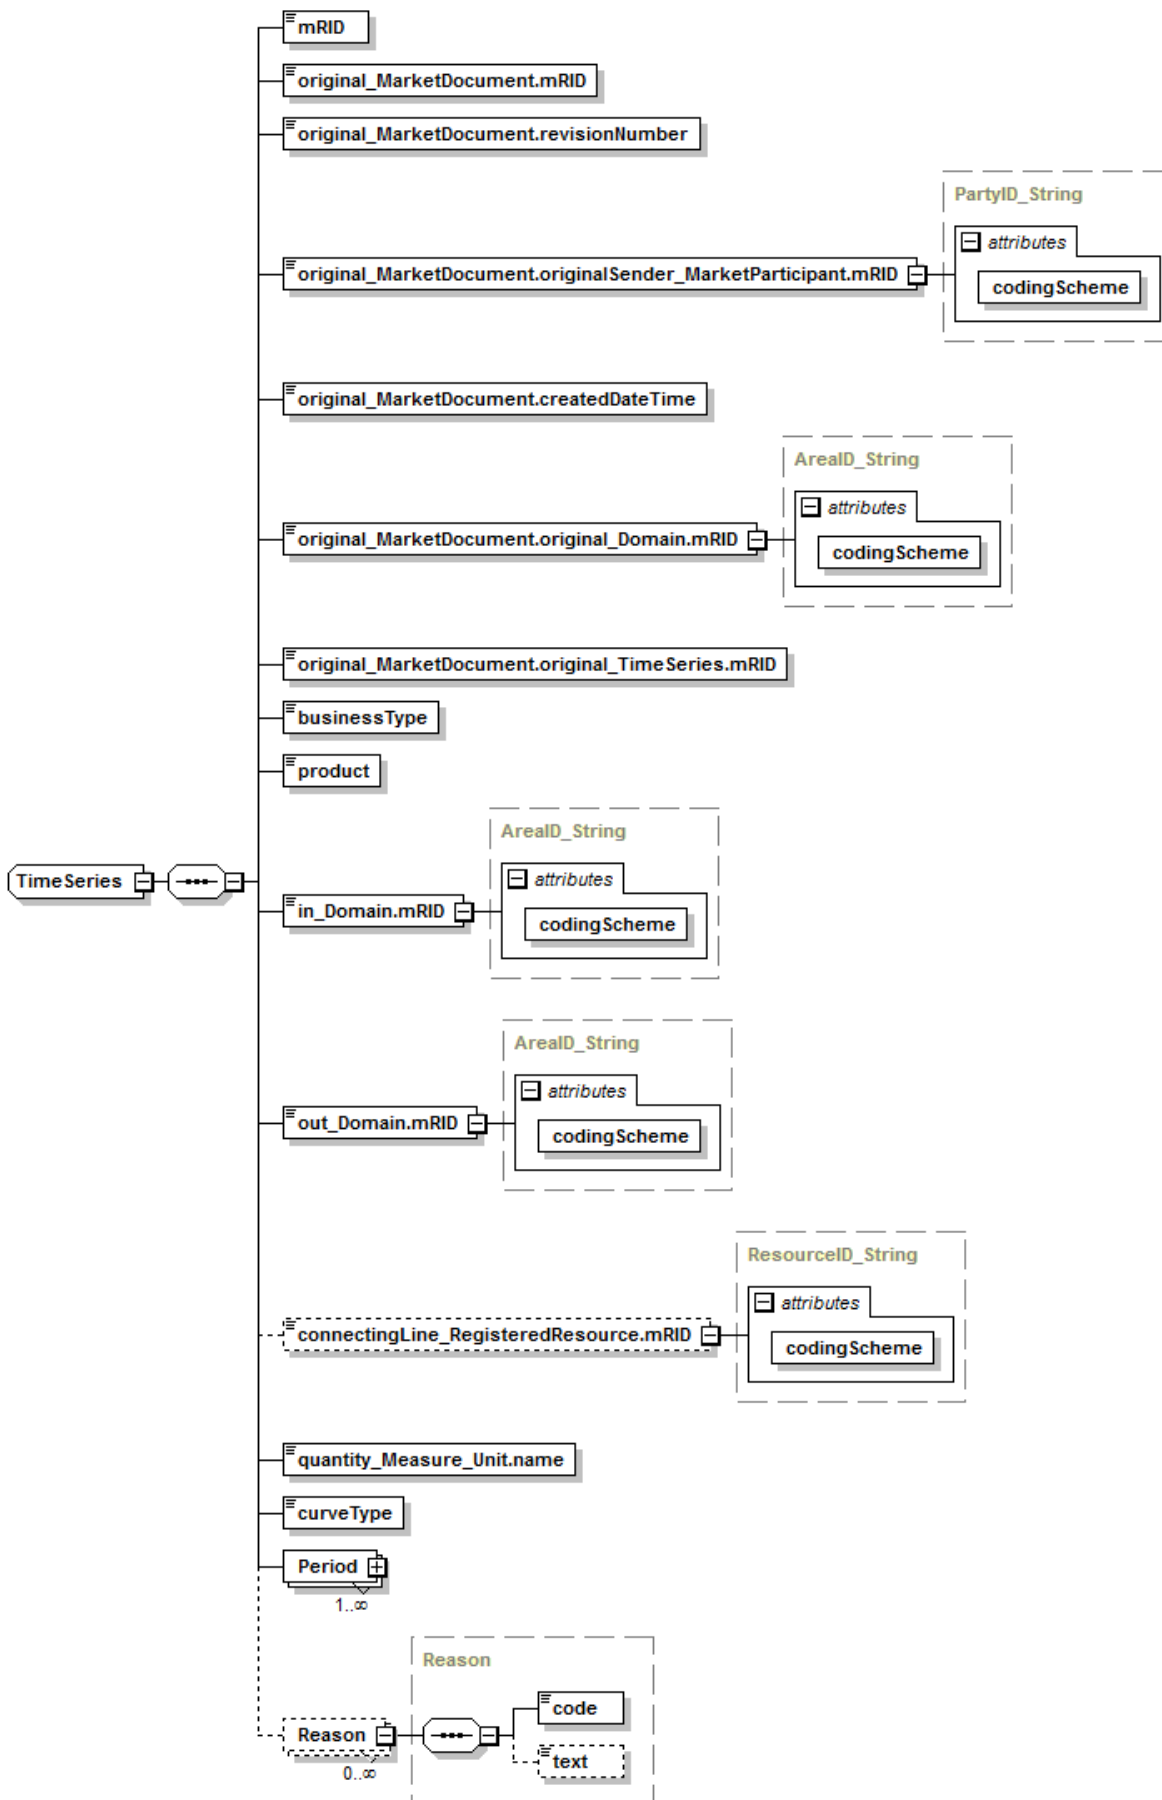 mRID
original_MarketDocument.mRID
original_MarketDocument.revisionNumber
PartyID_String
attributes
original_MarketDocument.originalSender_MarketParticipant.mRID
codingScheme
original_MarketDocument.createdDateTime
AreaID_String
attributes
original_MarketDocument.original_Domain.mRID
codingScheme
original_MarketDocument.original_TimeSeries.mRID
businessType
product
AreaID_String
attributes
TimeSeries
in_Domain.mRID
codingScheme
AreaID_String
attributes
out_Domain.mRID
codingScheme
ResourceID_String
attributes
connectingLine_RegisteredResource.mRID
codingScheme
quantity_Measure_Unit.name
curveType
Period
1..∞
Reason
code
Reason
text
0..∞